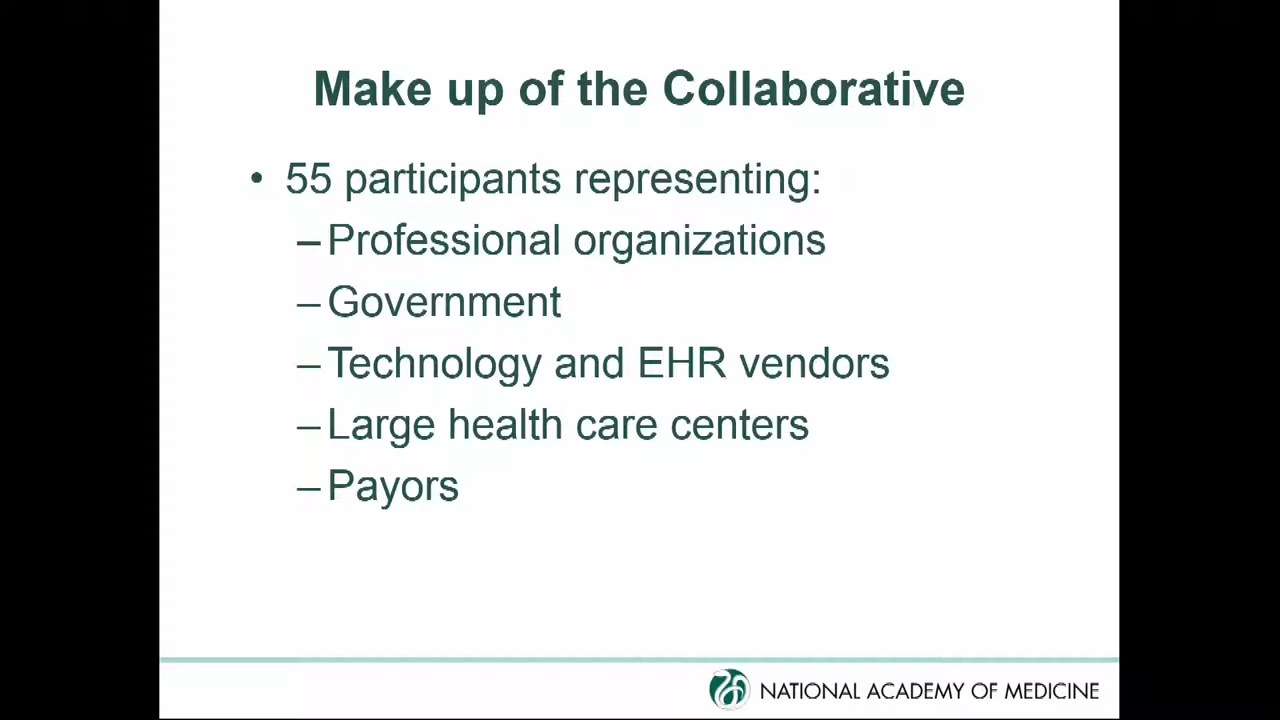 Make up of the Collaborative
• 55 participants representing:
– Professional organizations
– Government
– Technology and EHR vendors
– Large health care centers
– Payors
NATIONAL ACADEMY OF MEDICINE